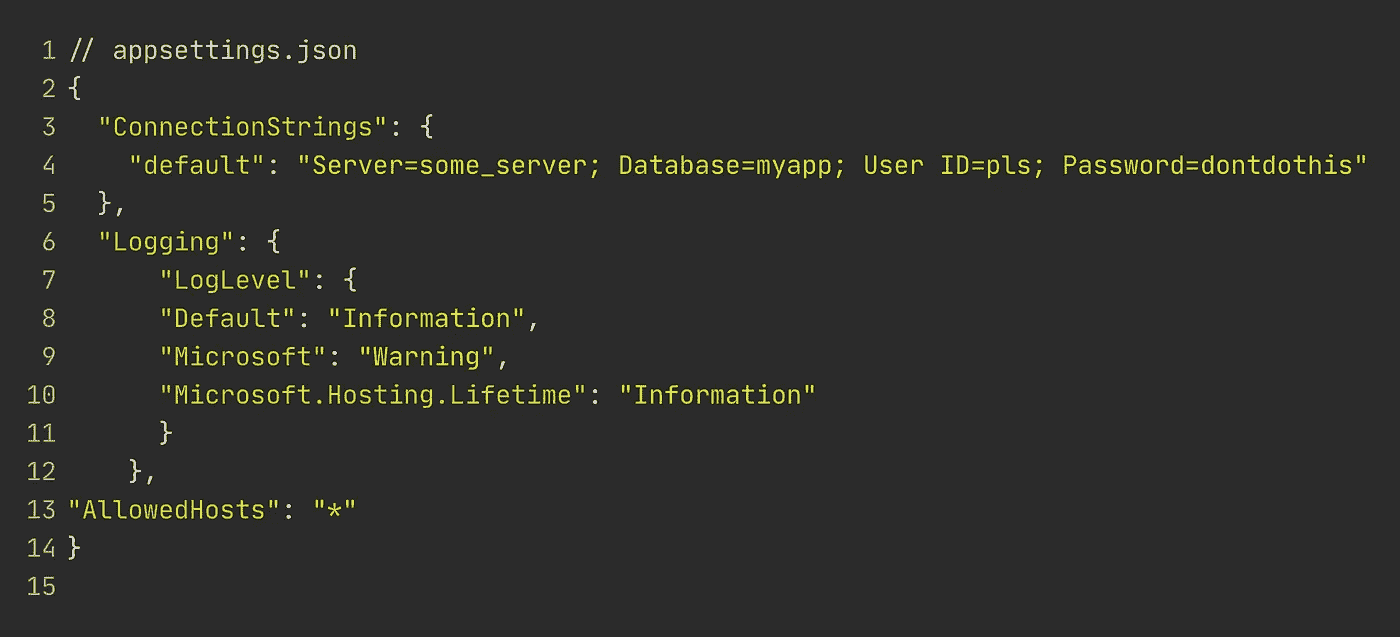 1 // appsettings.json
2 {
3   "ConnectionStrings": {
4     "default": "Server=some_server; Database=myapp; User ID=pls; Password=dontdothis"
5   },
6   "Logging": {
7       "LogLevel": {
8       "Default": "Information",
9       "Microsoft": "Warning",
10       "Microsoft.Hosting.Lifetime": "Information"
11       }
12     },
13 "AllowedHosts": "*"
14 }
15